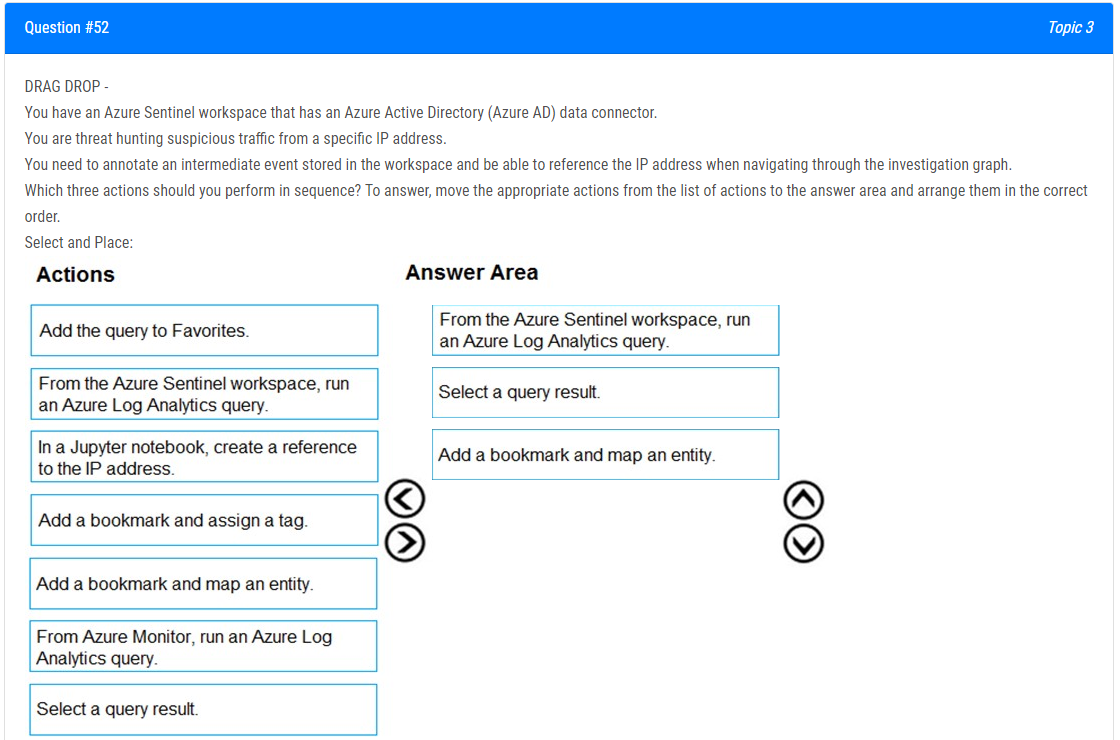 Question #52
Topic 3
DRAG DROP -
You have an Azure Sentinel workspace that has an Azure Active Directory (Azure AD) data connector.
You are threat hunting suspicious traffic from a specific IP address.
You need to annotate an intermediate event stored in the workspace and be able to reference the IP address when navigating through the investigation graph.
Which three actions should you perform in sequence? To answer, move the appropriate actions from the list of actions to the answer area and arrange them in the correct
order.
Select and Place:
Actions
Add the query to Favorites.
From the Azure Sentinel workspace, run
an Azure Log Analytics query.
In a Jupyter notebook, create a reference
to the IP address.
Add a bookmark and assign a tag.
Add a bookmark and map an entity.
From Azure Monitor, run an Azure Log
Analytics query.
Select a query result.
Answer Area
From the Azure Sentinel workspace, run
an Azure Log Analytics query.
Select a query result.
Add a bookmark and map an entity.